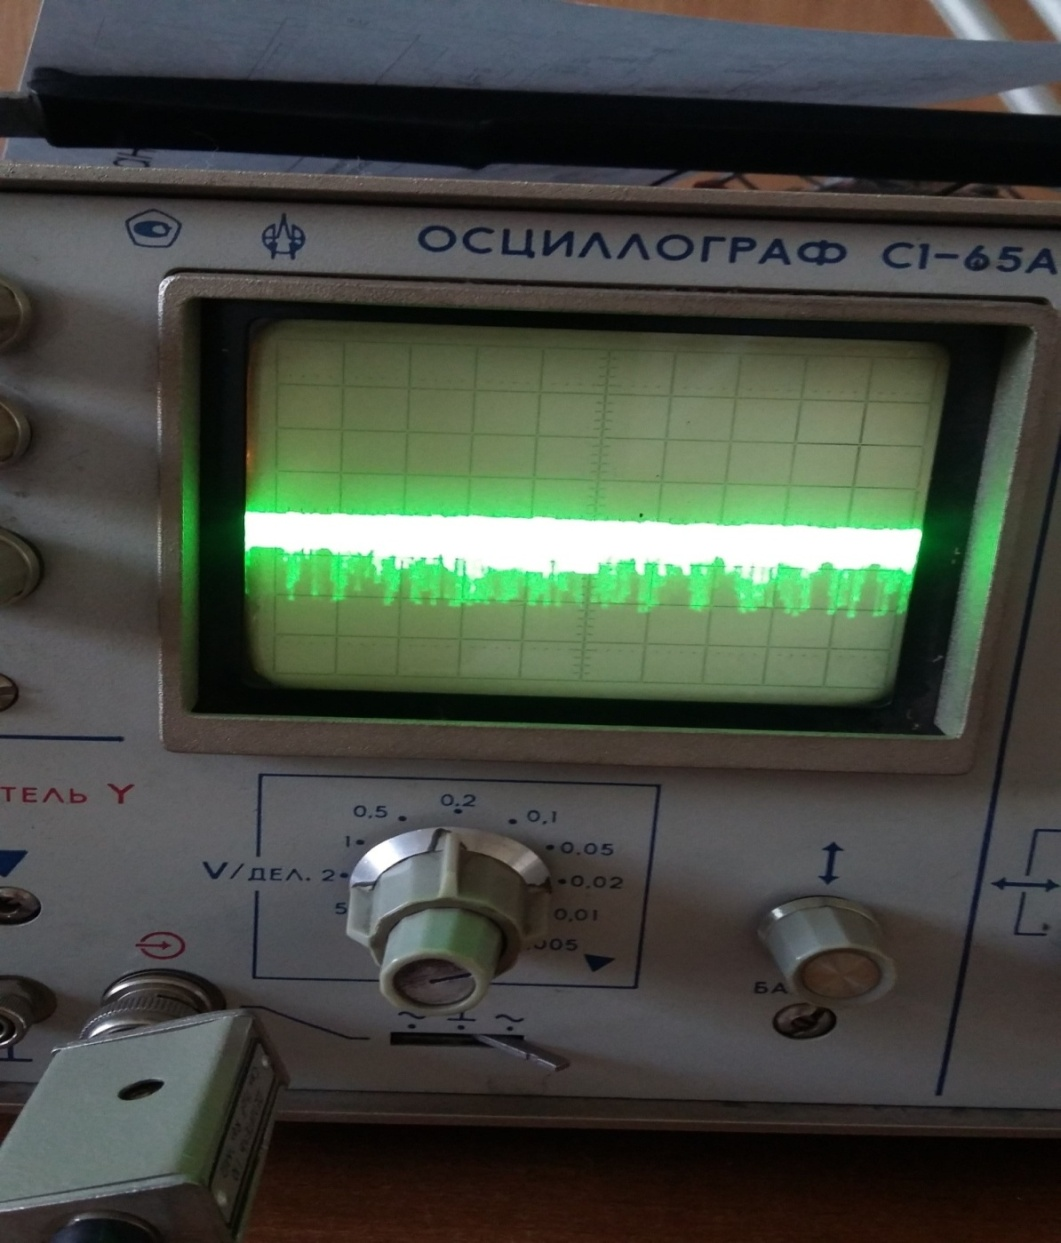 ОСЦИЛЛОГРАФ С1-65А
ТЕЛЬ Y
0,5 0,2 0,1
1 0,05
V/ДЕЛ. 2 0,02
5 0,01
005
БА
~ ⊥ ~